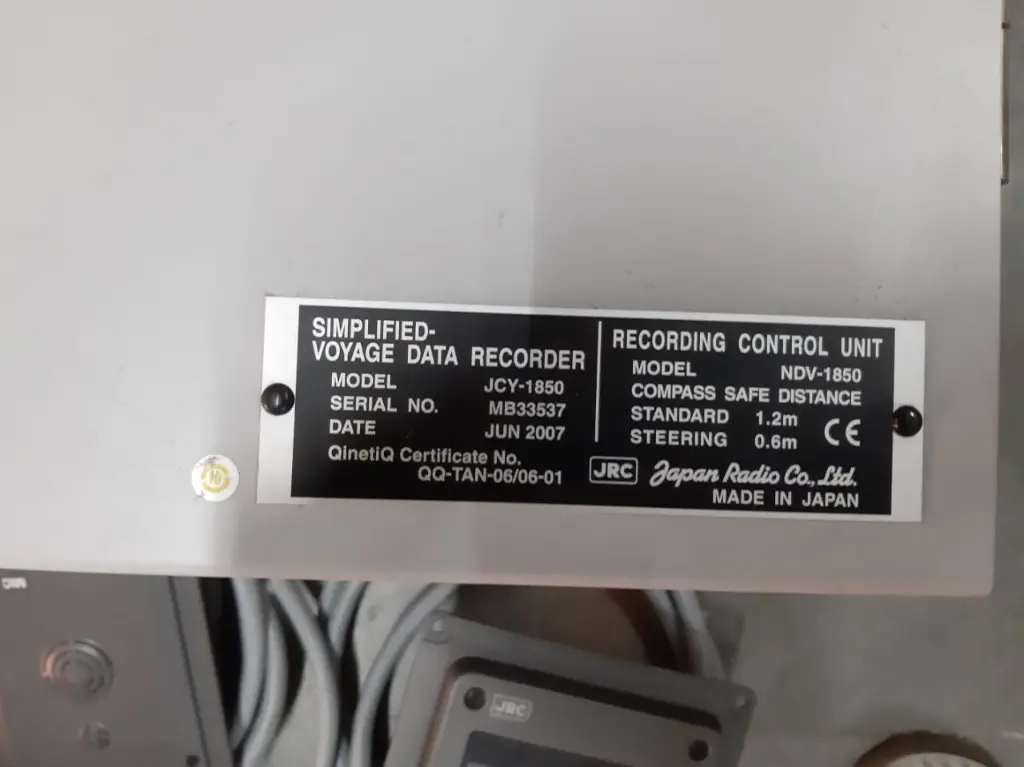 SIMPLIFIED-
VOYAGE DATA RECORDER
MODEL JCY-1850
SERIAL NO. MB33537
DATE JUN 2007
QinetiQ Certificate No.
QQ-TAN-06/06-01
RECORDING CONTROL UNIT
MODEL NDV-1850
COMPASS SAFE DISTANCE
STANDARD 1.2m
STEERING 0.6m
CE
JRC Japan Radio Co., Ltd.
MADE IN JAPAN
JRC